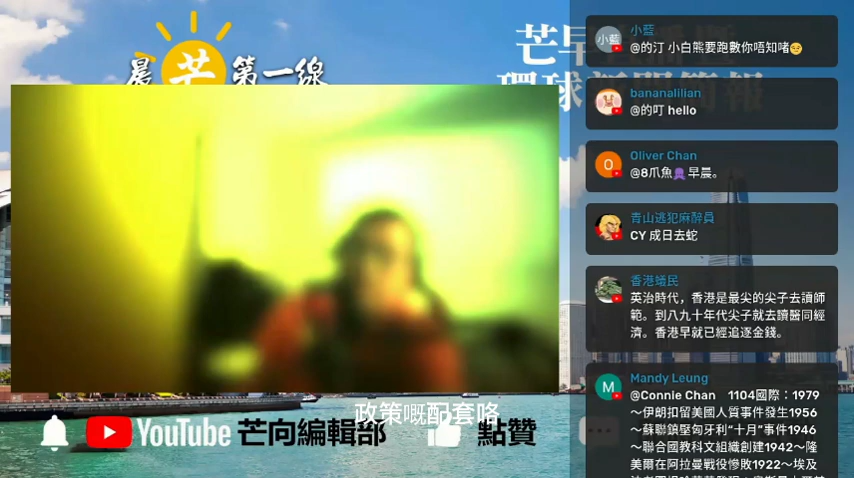 晨芒第一線
小藍
@的汀 小白熊要跑數你唔知啫😏
bananalilian
@的叮 hello
Oliver Chan
@8爪魚 早晨。
青山逃犯麻醉員
CY 成日去蛇
香港蟻民
英治時代，香港是最尖的尖子去讀師
範。到八九十年代尖子就去讀醫同經
濟。香港早就已經追逐金錢。
Mandy Leung
@Connie Chan　1104國際：1979
～伊朗扣留美國人質事件發生1956
～蘇聯鎮壓匈牙利“十月”事件1946
～聯合國教科文組織創建1942～隆
美爾在阿拉曼戰役慘敗1922～埃及
政策嘅配套咯
YouTube 芒向編輯部 點贊